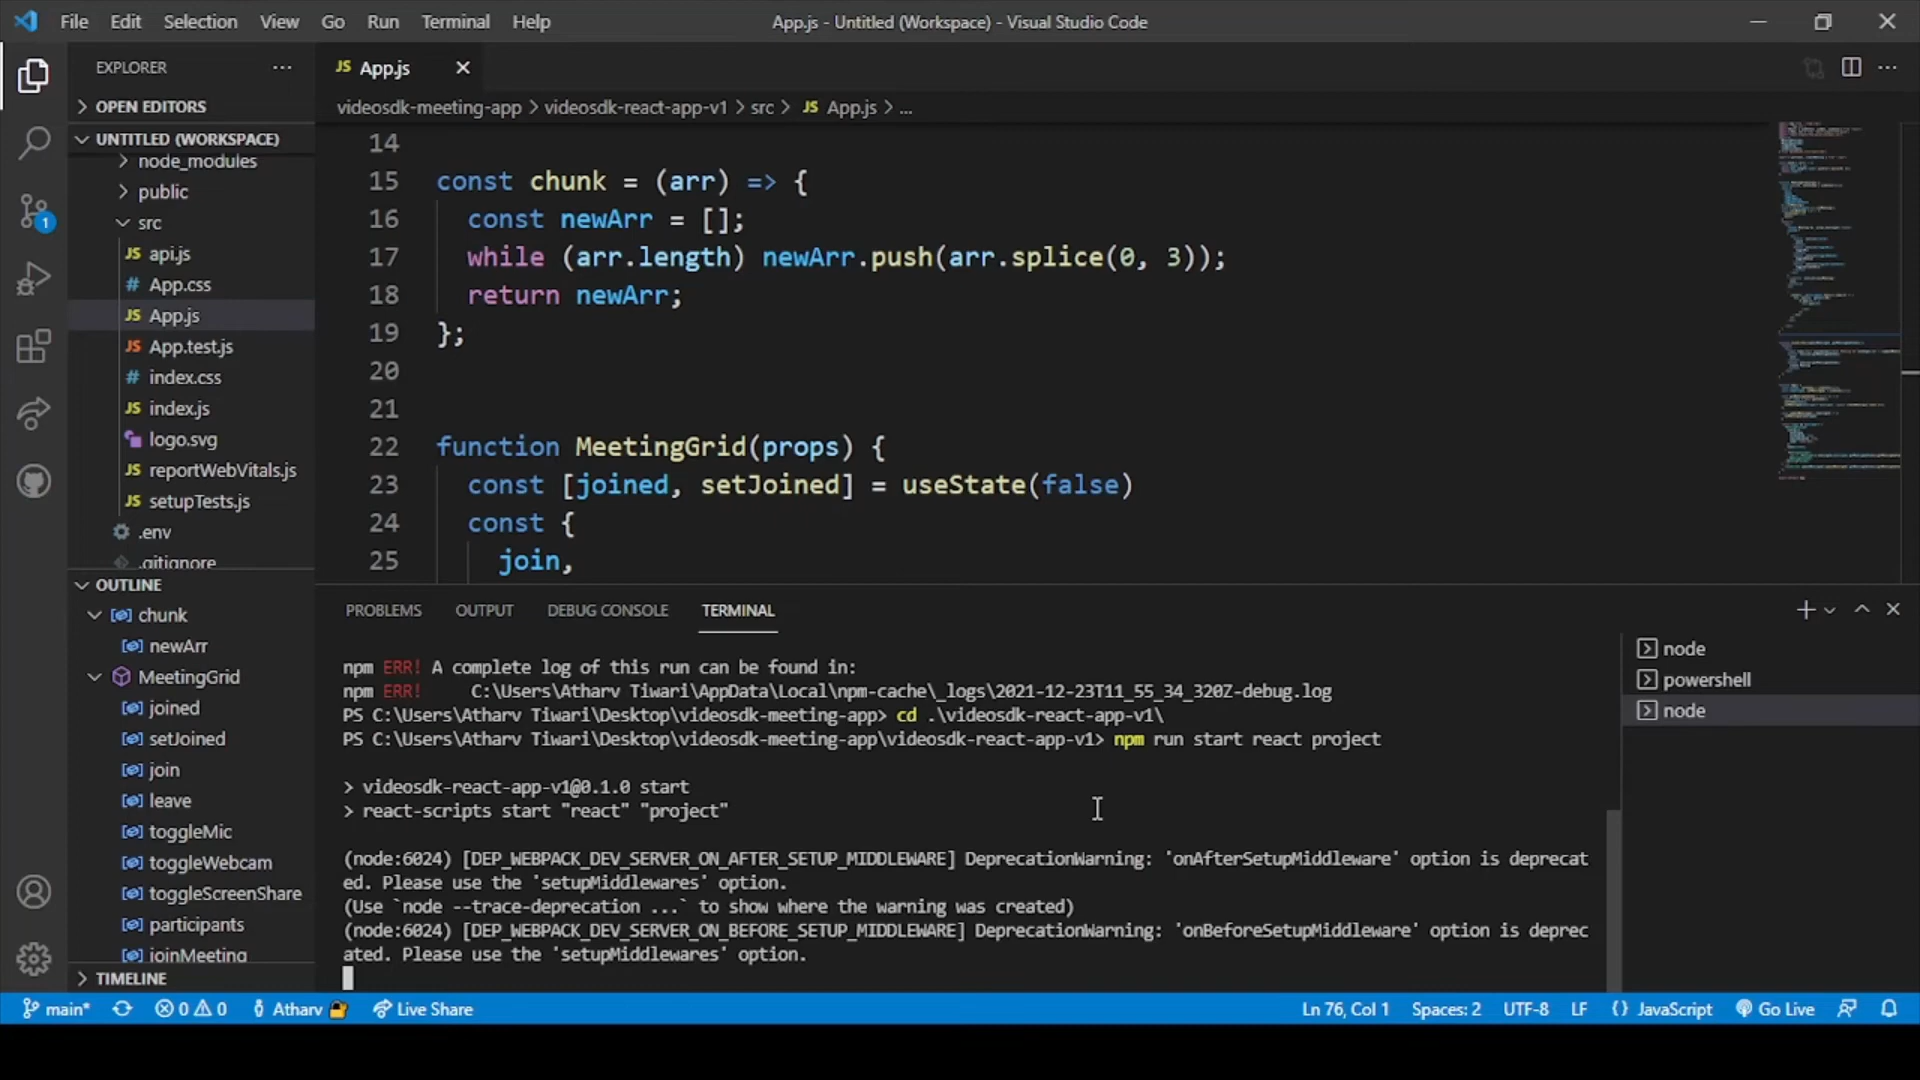 File Edit Selection View Go Run Terminal Help
App.js - Untitled (Workspace) - Visual Studio Code
EXPLORER
OPEN EDITORS
UNTITLED (WORKSPACE)
node_modules
public
src
JS api.js
# App.css
JS App.js
JS App.test.js
# index.css
JS index.js
logo.svg
JS reportWebVitals.js
JS setupTests.js
.env
.gitignore
OUTLINE
chunk
newArr
MeetingGrid
joined
setJoined
join
leave
toggleMic
toggleWebcam
toggleScreenShare
participants
joinMeeting
TIMELINE
1
JS App.js
videosdk-meeting-app > videosdk-react-app-v1 > src > JS App.js > ...
14
15 const chunk = (arr) => {
16 const newArr = [];
17 while (arr.length) newArr.push(arr.splice(0, 3));
18 return newArr;
19 };
20
21
22 function MeetingGrid(props) {
23 const [joined, setJoined] = useState(false)
24 const {
25 join,
PROBLEMS OUTPUT DEBUG CONSOLE TERMINAL
npm ERR! A complete log of this run can be found in:
npm ERR! C:\Users\Atharv Tiwari\AppData\Local\npm-cache\_logs\2021-12-23T11_55_34_320Z-debug.log
PS C:\Users\Atharv Tiwari\Desktop\videosdk-meeting-app> cd .\videosdk-react-app-v1\
PS C:\Users\Atharv Tiwari\Desktop\videosdk-meeting-app\videosdk-react-app-v1> npm run start react project
> videosdk-react-app-v1@0.1.0 start
> react-scripts start "react" "project"
(node:6024) [DEP_WEBPACK_DEV_SERVER_ON_AFTER_SETUP_MIDDLEWARE] DeprecationWarning: 'onAfterSetupMiddleware' option is deprecat
ed. Please use the 'setupMiddlewares' option.
(Use `node --trace-deprecation ...` to show where the warning was created)
(node:6024) [DEP_WEBPACK_DEV_SERVER_ON_BEFORE_SETUP_MIDDLEWARE] DeprecationWarning: 'onBeforeSetupMiddleware' option is deprec
ated. Please use the 'setupMiddlewares' option.
node
powershell
node
main* 0 0 Atharv Live Share
Ln 76, Col 1 Spaces: 2 UTF-8 LF {} JavaScript Go Live